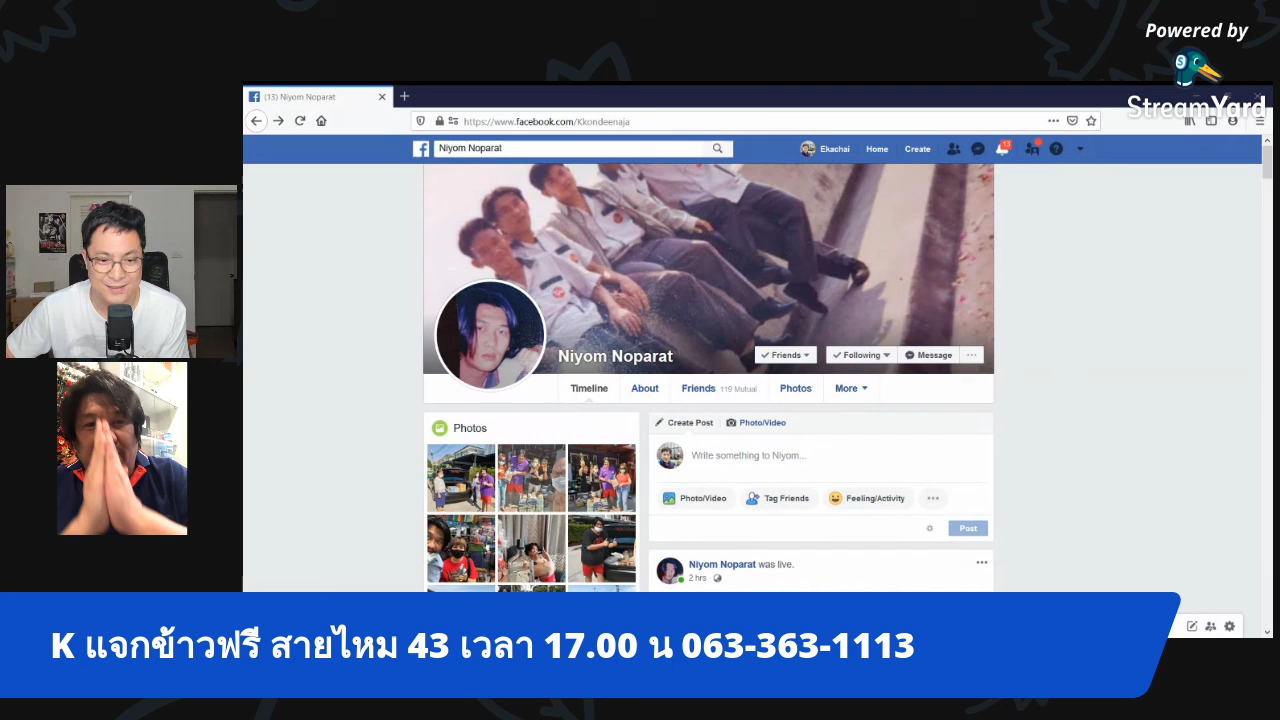 Powered by
StreamYard
(13) Niyom Noparat
https://www.facebook.com/Kkondeenaja
Niyom Noparat
Ekachai Home Create
13
Niyom Noparat
Friends Following Message
Timeline About Friends 119 Mutual Photos More
Photos
Create Post Photo/Video
Write something to Niyom...
Photo/Video Tag Friends Feeling/Activity
Post
Niyom Noparat was live.
2 hrs
K แจกข้าวฟรี สายไหม 43 เวลา 17.00 น 063-363-1113